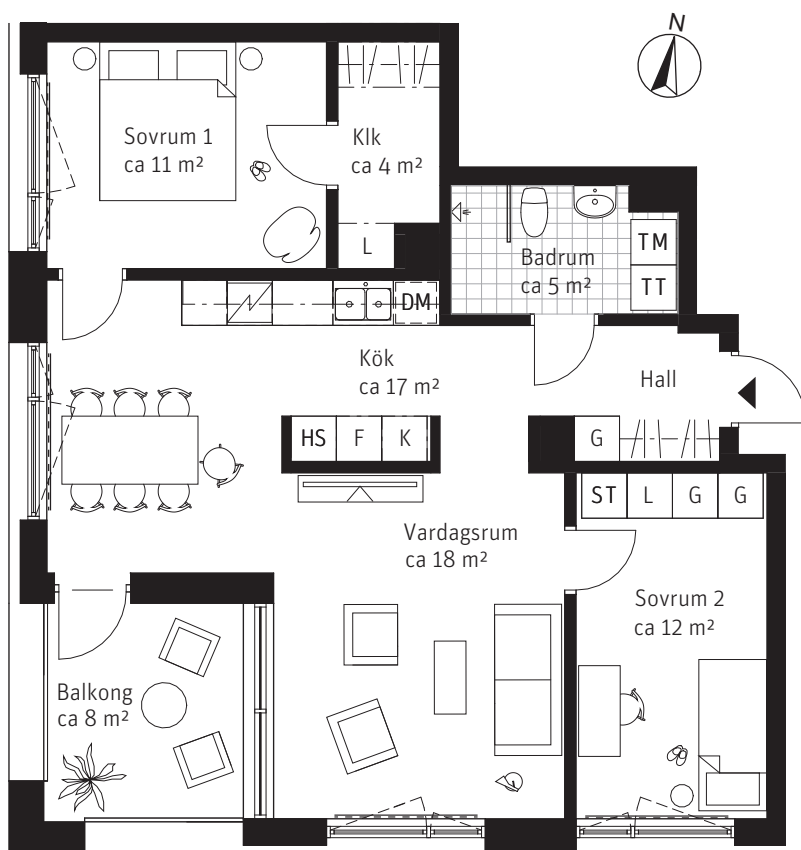 N
Sovrum 1
ca 11 m²
Klk
ca 4 m²
L
Badrum
ca 5 m²
TM
TT
DM
Kök
ca 17 m²
Hall
HS
F
K
G
ST
L
G
G
Vardagsrum
ca 18 m²
Sovrum 2
ca 12 m²
Balkong
ca 8 m²